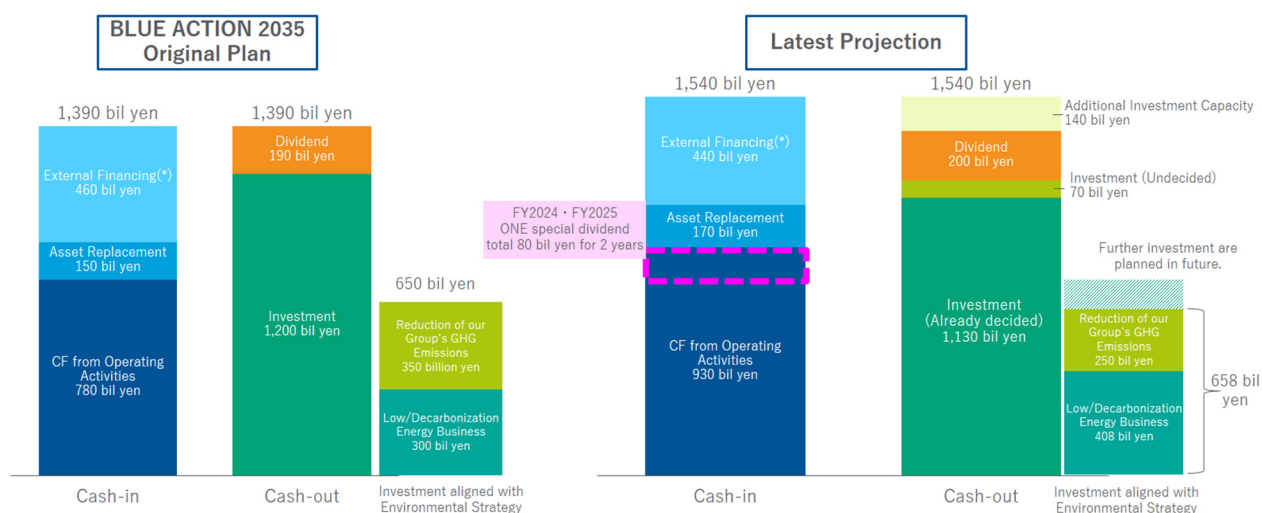 BLUE ACTION 2035
Original Plan
1,390 bil yen
1,390 bil yen
External Financing(*)
460 bil yen
Asset Replacement
150 bil yen
CF from Operating
Activities
780 bil yen
Dividend
190 bil yen
Investment
1,200 bil yen
650 bil yen
Reduction of our
Group's GHG
Emissions
350 billion yen
Low/Decarbonization
Energy Business
300 bil yen
Cash-in
Cash-out
Investment aligned with
Environmental Strategy
Latest Projection
1,540 bil yen
1,540 bil yen
External Financing(*)
440 bil yen
FY2024・FY2025
ONE special dividend
total 80 bil yen for 2 years
Asset Replacement
170 bil yen
CF from Operating
Activities
930 bil yen
Additional Investment Capacity
140 bil yen
Dividend
200 bil yen
Investment (Undecided)
70 bil yen
Investment
(Already decided)
1,130 bil yen
Further investment are
planned in future.
Reduction of our
Group's GHG
Emissions
250 bil yen
Low/Decarbonization
Energy Business
408 bil yen
658 bil
yen
Cash-in
Cash-out
Investment aligned with
Environmental Strategy